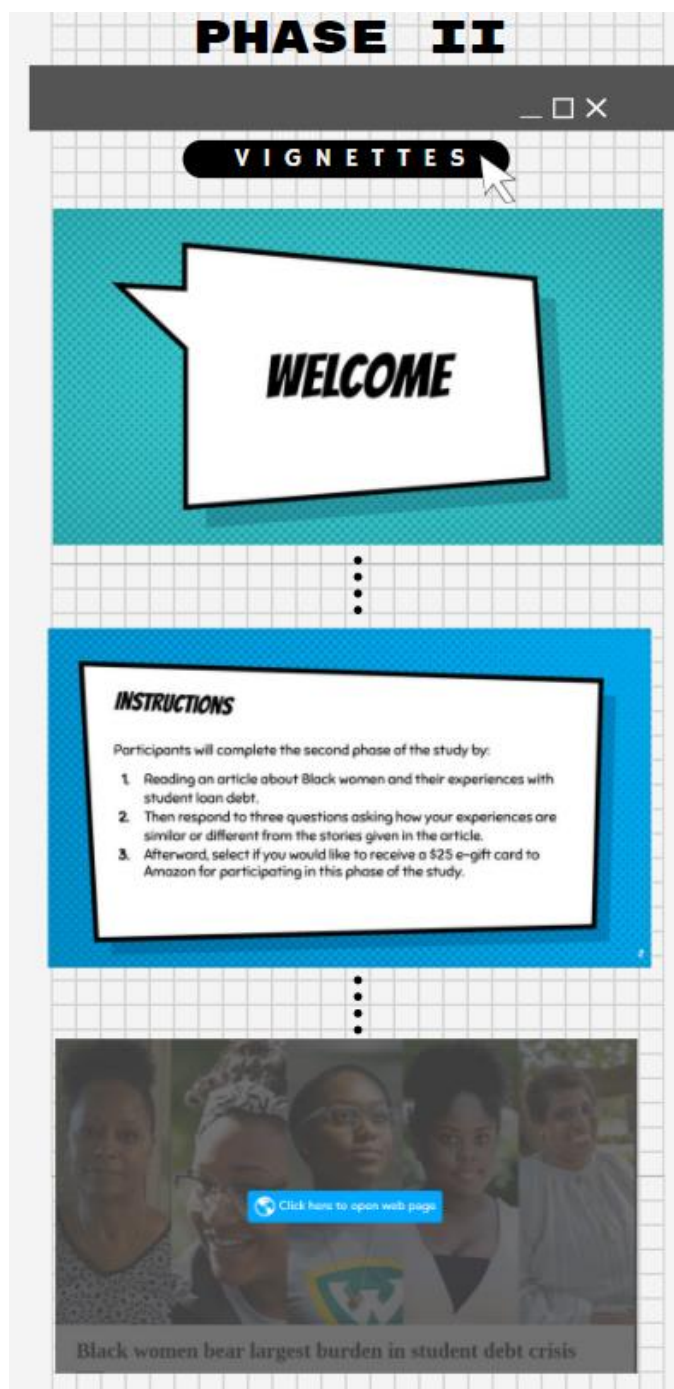 PHASE II
VIGNETTES
WELCOME
INSTRUCTIONS
Participants will complete the second phase of the study by:
1. Reading an article about Black women and their experiences with
student loan debt.
2. Then respond to three questions asking how your experiences are
similar or different from the stories given in the article.
3. Afterward, select if you would like to receive a $25 e-gift card to
Amazon for participating in this phase of the study.
2
Click here to open web page
W
Black women bear largest burden in student debt crisis